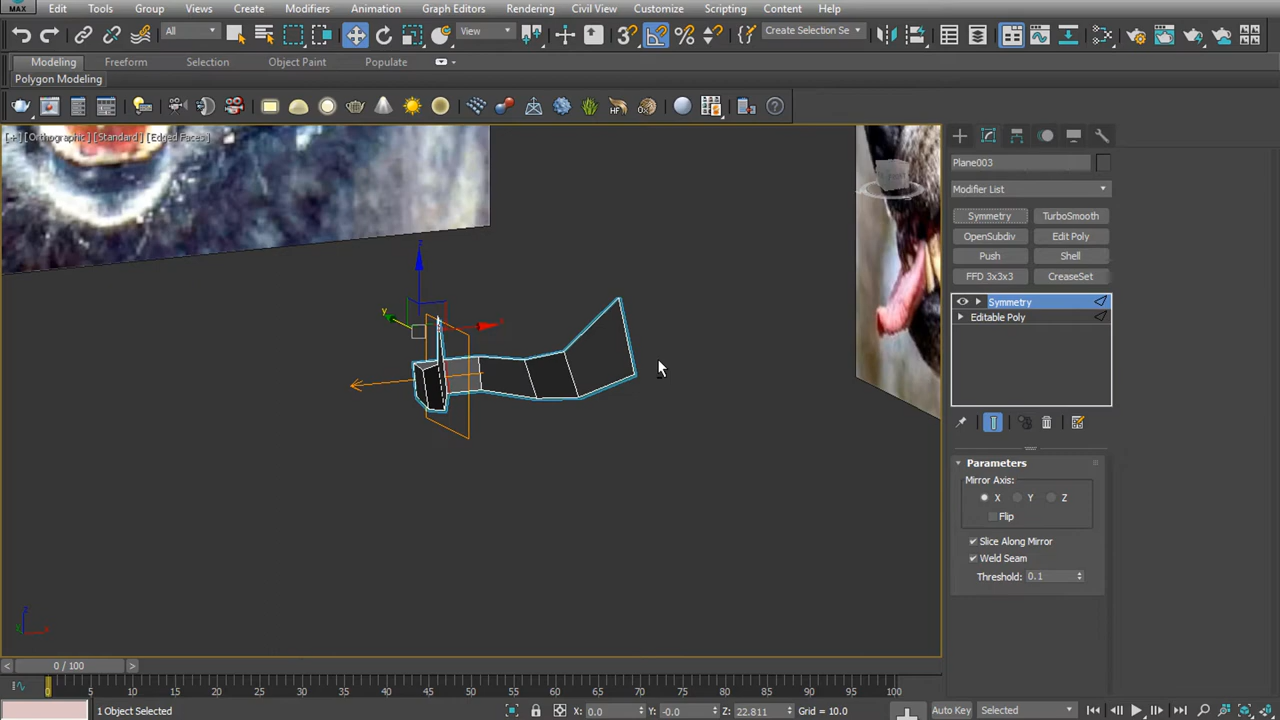 MAX
Edit Tools Group Views Create Modifiers Animation Graph Editors Rendering Civil View Customize Scripting Content Help
All View Create Selection Se
Modeling Freeform Selection Object Paint Populate
Polygon Modeling
[+] [Orthographic] [Standard] [Edged Faces]
Plane003
Modifier List
Symmetry TurboSmooth
OpenSubdiv Edit Poly
Push Shell
FFD 3x3x3 CreaseSet
Symmetry
Editable Poly
Parameters
Mirror Axis:
X Y Z
Flip
Slice Along Mirror
Weld Seam
Threshold: 0.1
z
y
x
z
x
< 0 / 100 >
0 5 10 15 20 25 30 35 40 45 50 55 60 65 70 75 80 85 90 95 100
1 Object Selected X: 0.0 Y: -0.0 Z: 22.811 Grid = 10.0 Auto Key Selected